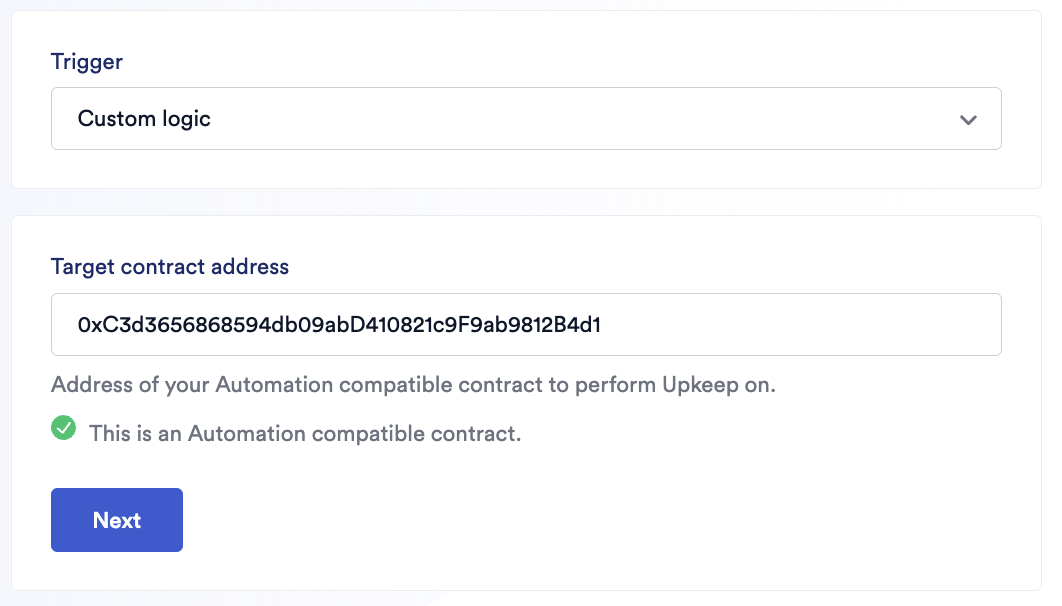 Trigger
Custom logic
Target contract address
0xC3d3656868594db09abD410821c9F9ab9812B4d1
Address of your Automation compatible contract to perform Upkeep on.
This is an Automation compatible contract.
Next